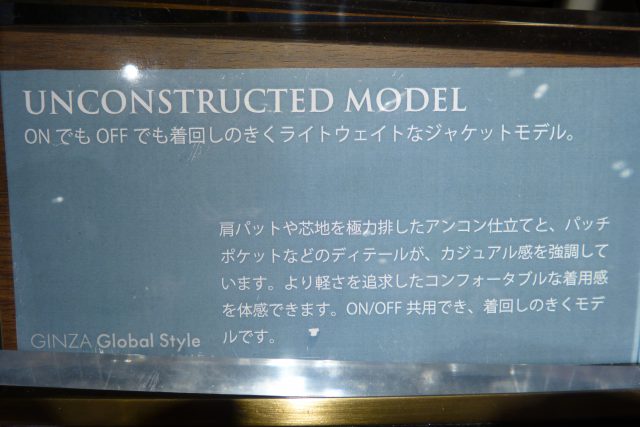 UNCONSTRUCTED MODEL
ON でも OFF でも着回しのきくライトウェイトなジャケットモデル。
肩パットや芯地を極力排したアンコン仕立てと、パッチ
ポケットなどのディテールが、カジュアル感を強調して
います。より軽さを追求したコンフォータブルな着用感
を体感できます。ON/OFF 共用でき、着回しのきくモデ
ルです。
GINZA Global Style